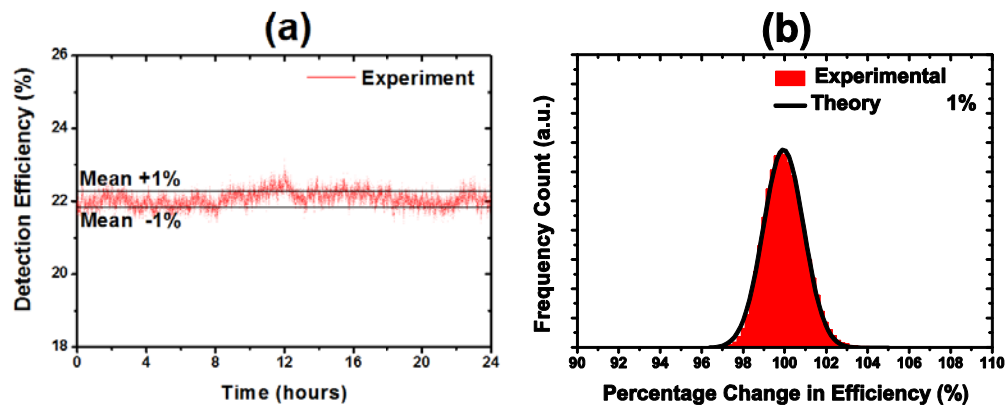 (a)
26
24
22
20
18
Detection Efficiency (%)
Experiment
Mean +1%
Mean -1%
0 4 8 12 16 20 24
Time (hours)
(b)
Frequency Count (a.u.)
Experimental
Theory 1%
90 92 94 96 98 100 102 104 106 108 110
Percentage Change in Efficiency (%)